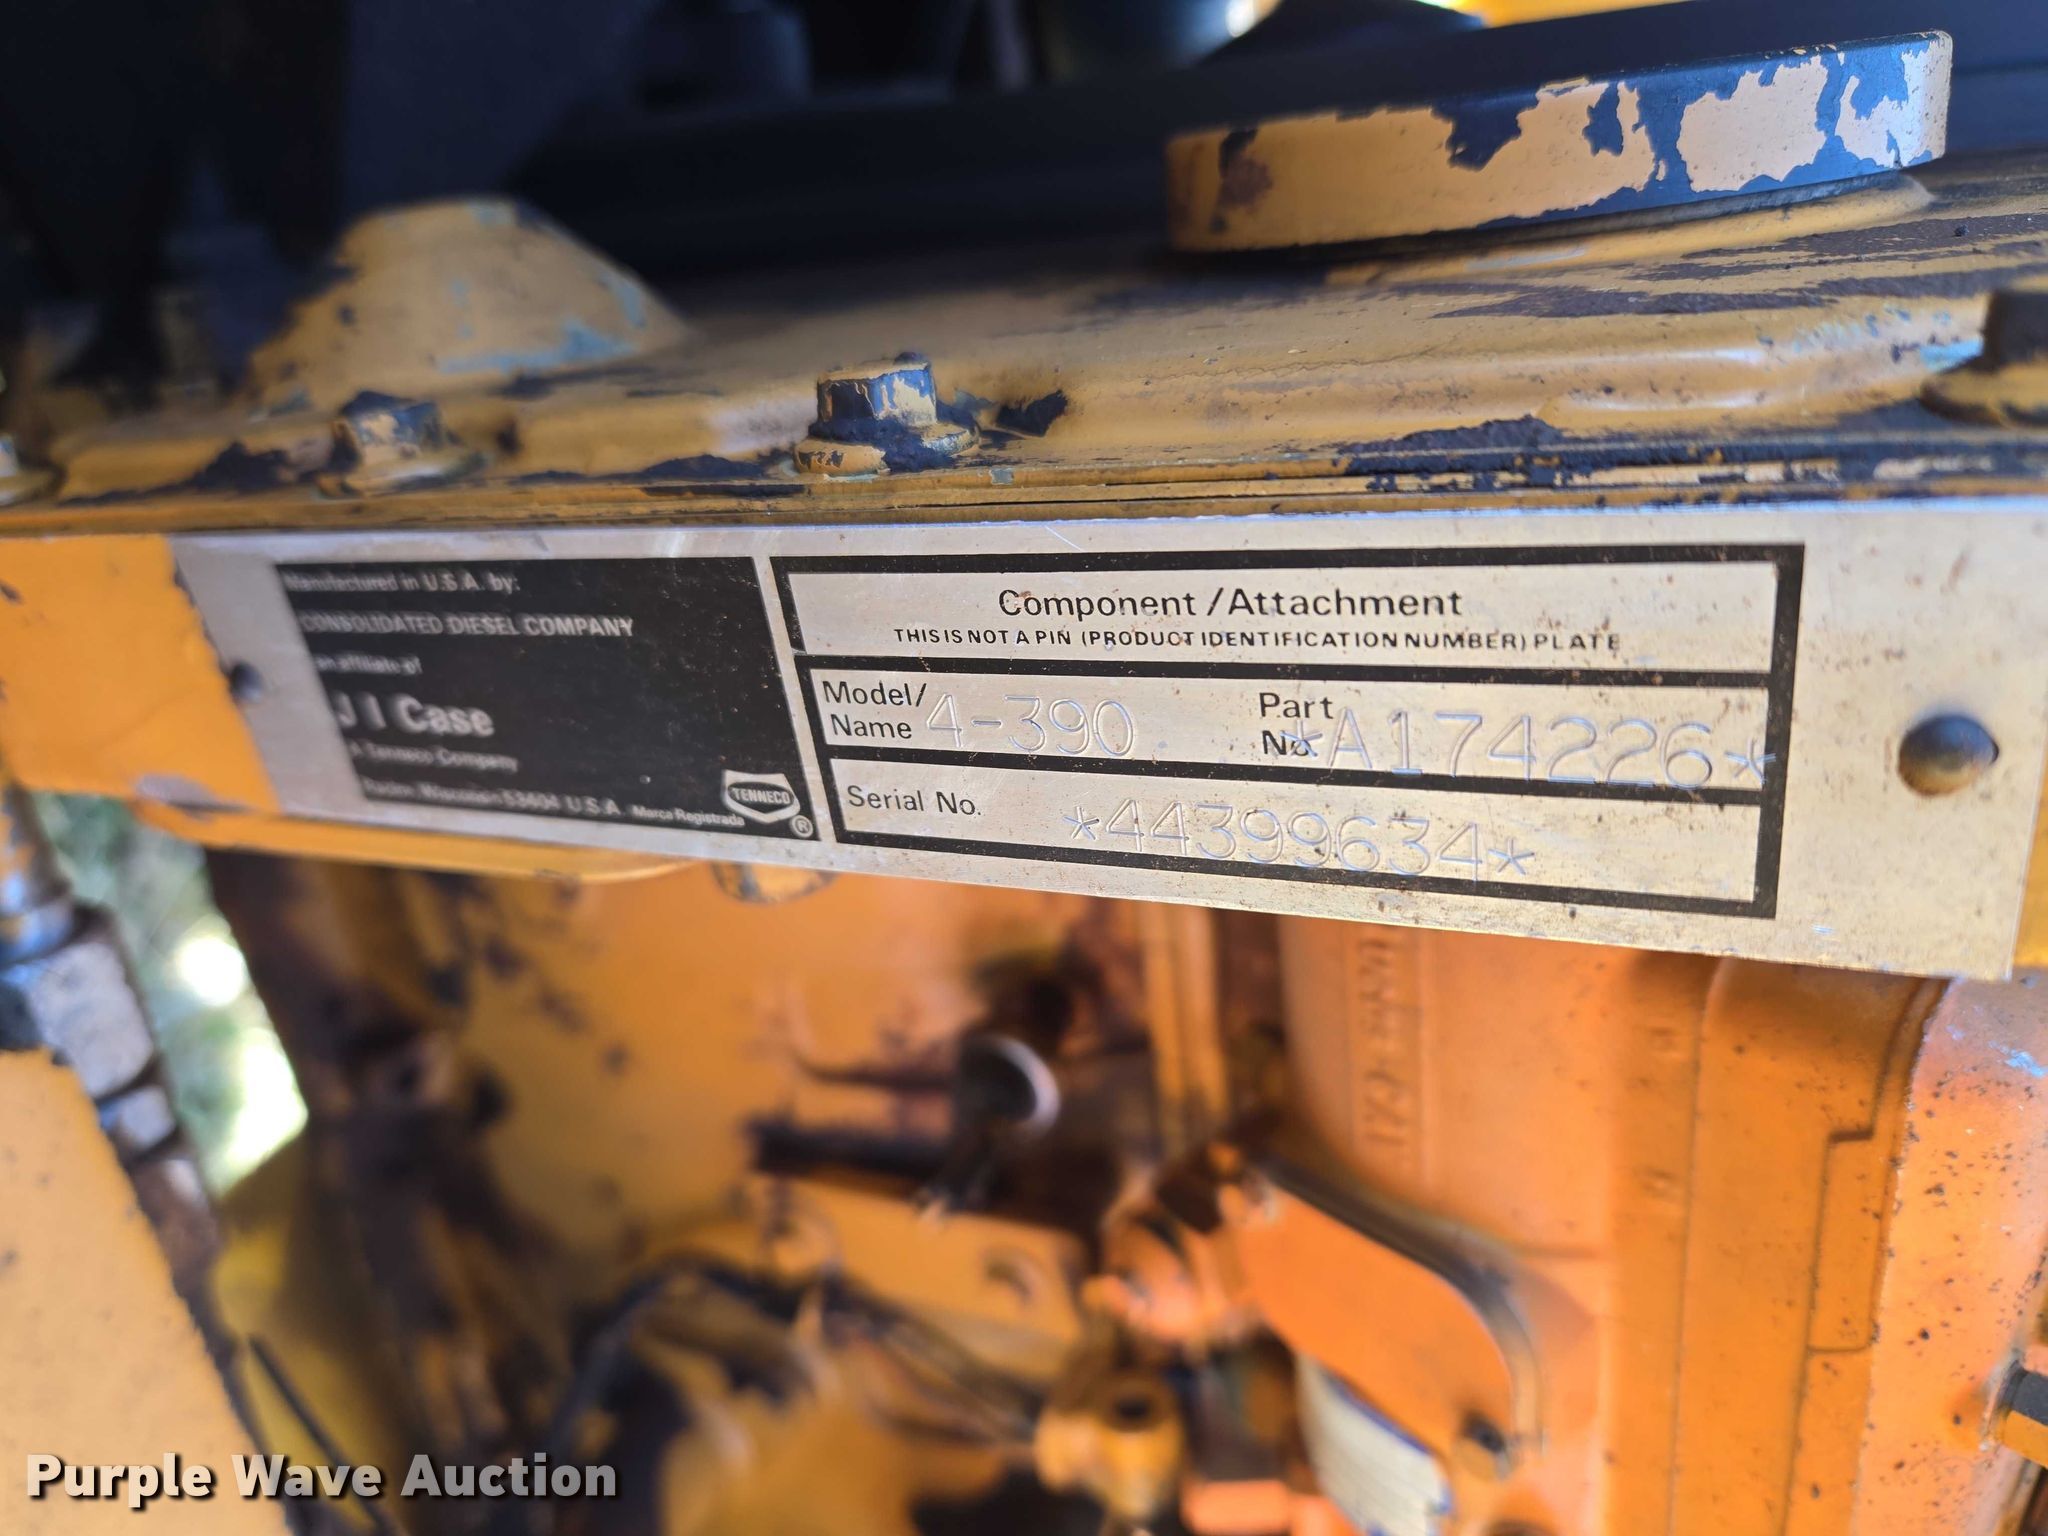 Manufactured in U.S.A. by:
CONSOLIDATED DIESEL COMPANY
an affiliate of
J I Case
A Tenneco Company
Racine, Wisconsin 53404 U.S.A. Marca Registrada
TENNECO
®
Component/Attachment
THIS IS NOT A PIN (PRODUCT IDENTIFICATION NUMBER) PLATE
Model/
Name 4-390
Part
No. *A174226*
Serial No. *44399634*
Purple Wave Auction